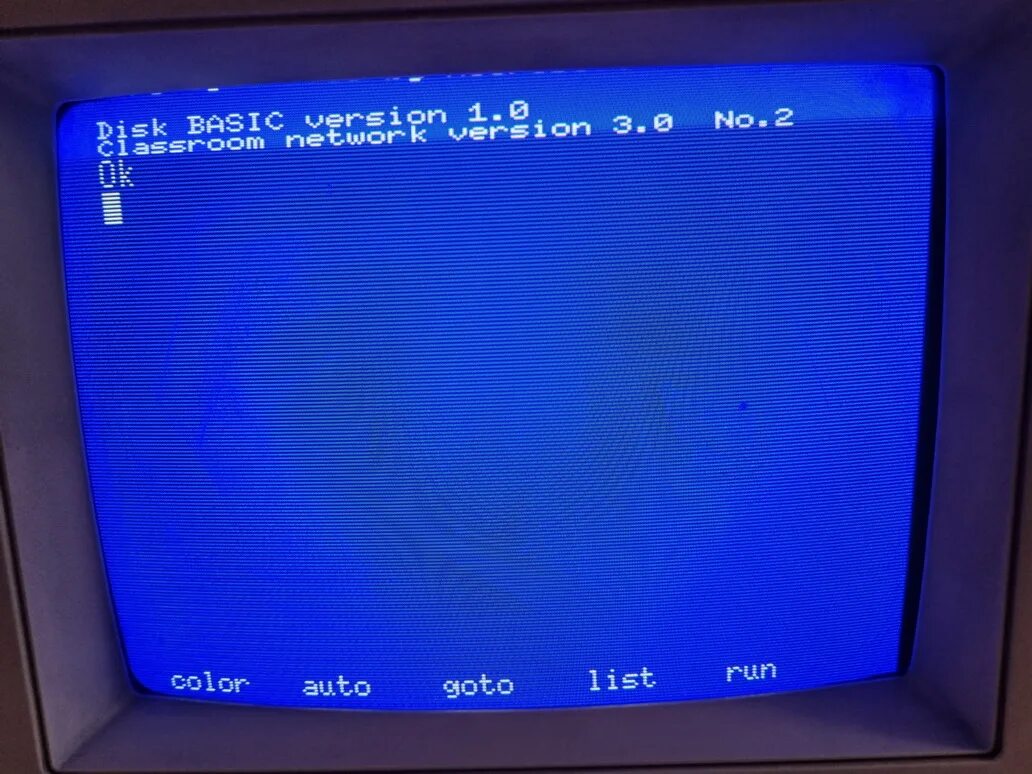 Disk BASIC version 1.0
Classroom network version 3.0 No.2
Ok
color auto goto list run